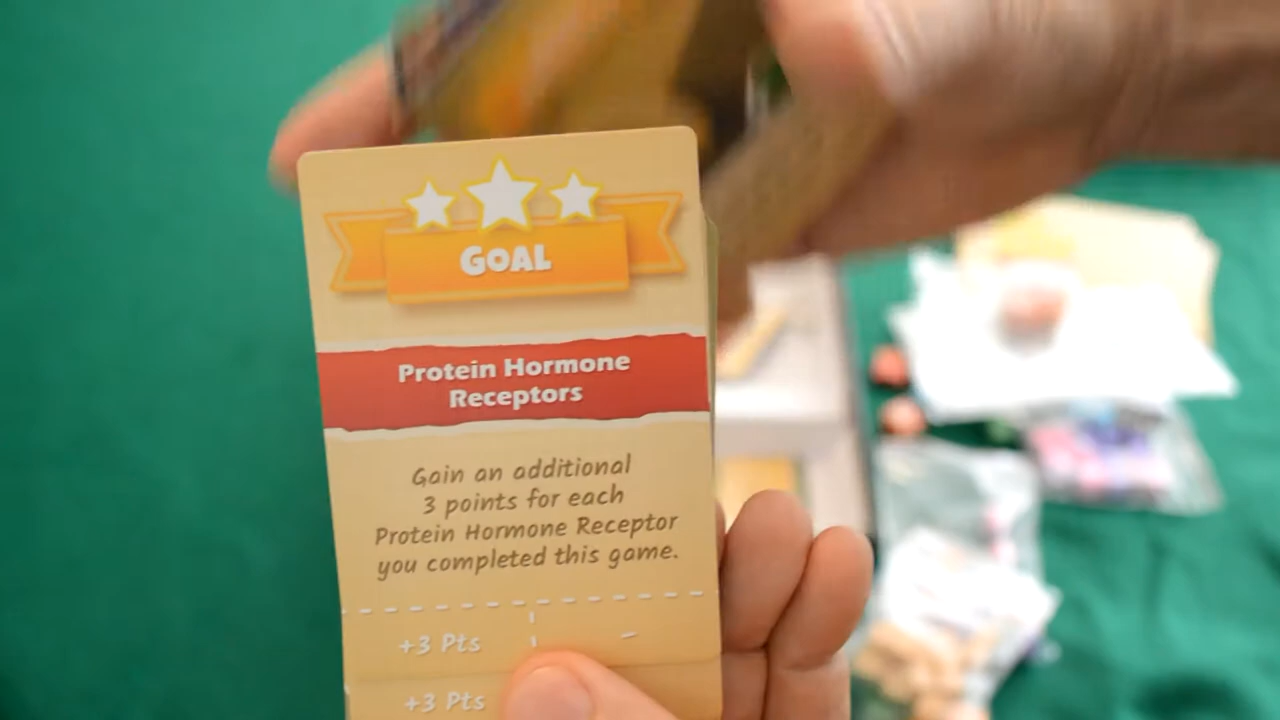 GOAL
Protein Hormone
Receptors
Gain an additional
3 points for each
Protein Hormone Receptor
you completed this game.
+3 Pts –
+3 Pts